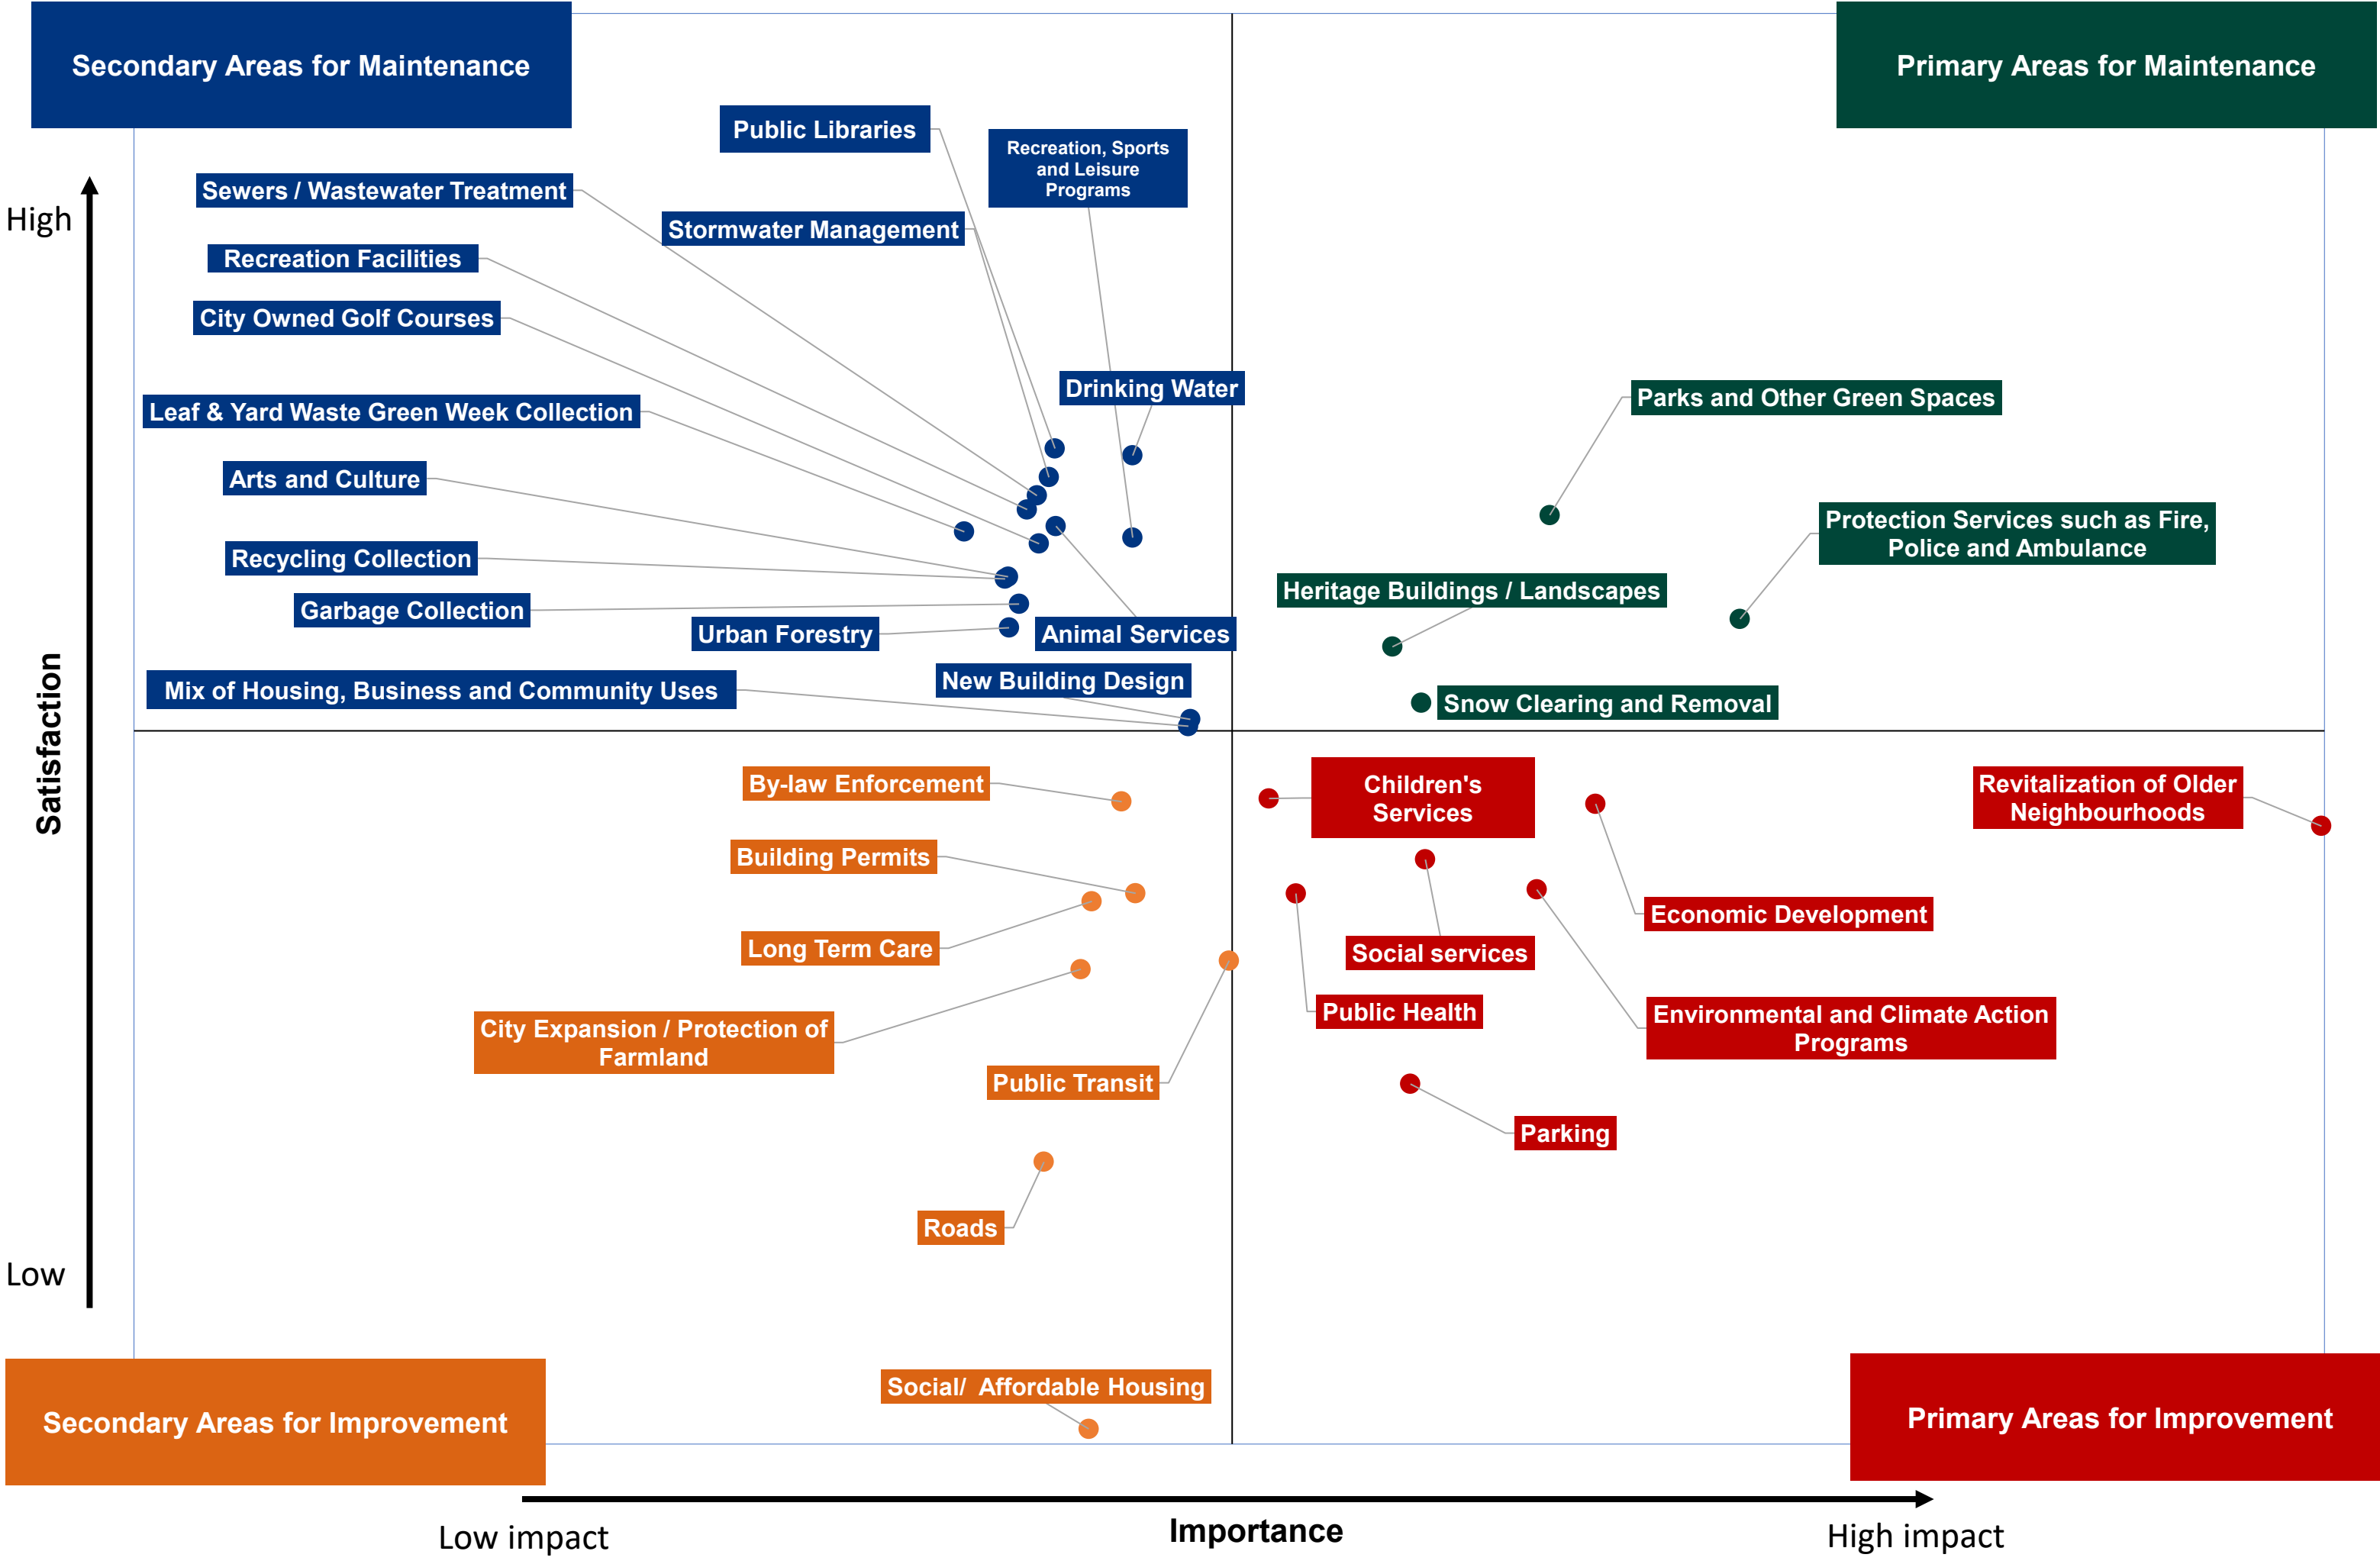 Secondary Areas for Maintenance
Primary Areas for Maintenance
Public Libraries
Recreation, Sports
and Leisure
Programs
Sewers / Wastewater Treatment
High
Stormwater Management
Recreation Facilities
City Owned Golf Courses
Drinking Water
Parks and Other Green Spaces
Leaf & Yard Waste Green Week Collection
Arts and Culture
Protection Services such as Fire,
Police and Ambulance
Recycling Collection
Heritage Buildings / Landscapes
Garbage Collection
Urban Forestry
Animal Services
New Building Design
Mix of Housing, Business and Community Uses
Snow Clearing and Removal
Satisfaction
By-law Enforcement
Children's
Services
Revitalization of Older
Neighbourhoods
Building Permits
Economic Development
Long Term Care
Social services
Public Health
City Expansion / Protection of
Farmland
Environmental and Climate Action
Programs
Public Transit
Parking
Roads
Low
Social/  Affordable Housing
Secondary Areas for Improvement
Primary Areas for Improvement
Low impact
Importance
High impact